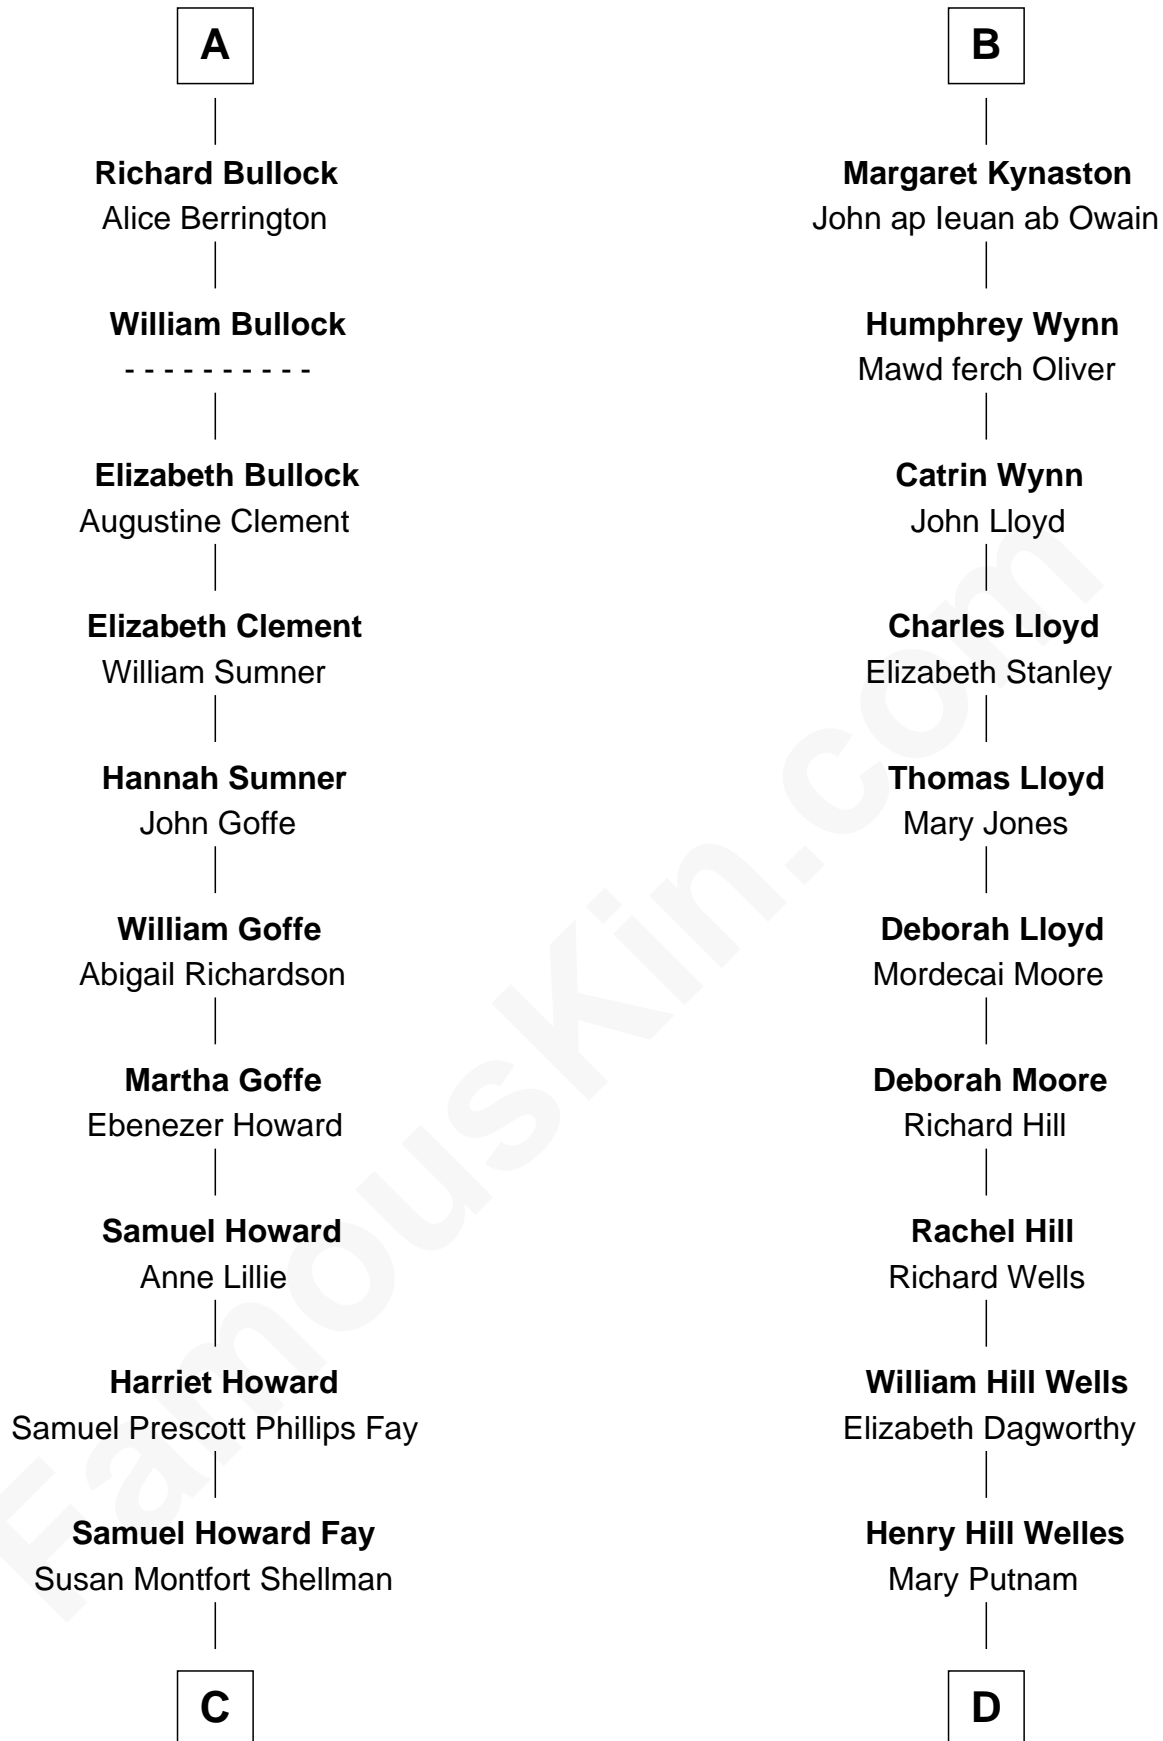 A
Richard Bullock
Alice Berrington
William Bullock
- - - - - - - - - -
Elizabeth Bullock
Augustine Clement
Elizabeth Clement
William Sumner
Hannah Sumner
John Goffe
William Goffe
Abigail Richardson
Martha Goffe
Ebenezer Howard
Samuel Howard
Anne Lillie
Harriet Howard
Samuel Prescott Phillips Fay
Samuel Howard Fay
Susan Montfort Shellman
C
B
Margaret Kynaston
John ap Ieuan ab Owain
Humphrey Wynn
Mawd ferch Oliver
Catrin Wynn
John Lloyd
Charles Lloyd
Elizabeth Stanley
Thomas Lloyd
Mary Jones
Deborah Lloyd
Mordecai Moore
Deborah Moore
Richard Hill
Rachel Hill
Richard Wells
William Hill Wells
Elizabeth Dagworthy
Henry Hill Welles
Mary Putnam
D
FamousKin.com